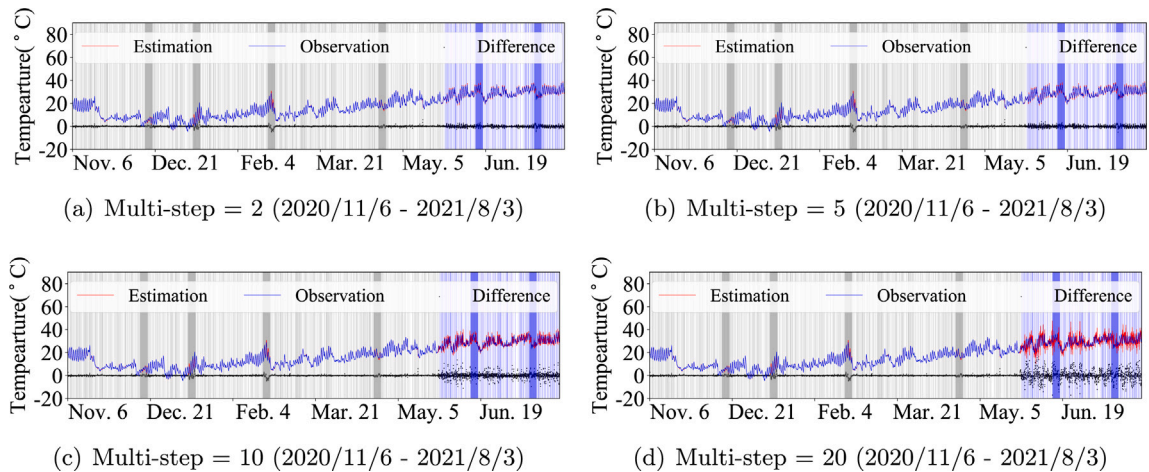 80
60
40
20
0
-20
Tempearture(°C)
Estimation Observation Difference
Nov. 6 Dec. 21 Feb. 4 Mar. 21 May. 5 Jun. 19
(a) Multi-step = 2 (2020/11/6 - 2021/8/3)
80
60
40
20
0
-20
Tempearture(°C)
Estimation Observation Difference
Nov. 6 Dec. 21 Feb. 4 Mar. 21 May. 5 Jun. 19
(b) Multi-step = 5 (2020/11/6 - 2021/8/3)
80
60
40
20
0
-20
Tempearture(°C)
Estimation Observation Difference
Nov. 6 Dec. 21 Feb. 4 Mar. 21 May. 5 Jun. 19
(c) Multi-step = 10 (2020/11/6 - 2021/8/3)
80
60
40
20
0
-20
Tempearture(°C)
Estimation Observation Difference
Nov. 6 Dec. 21 Feb. 4 Mar. 21 May. 5 Jun. 19
(d) Multi-step = 20 (2020/11/6 - 2021/8/3)